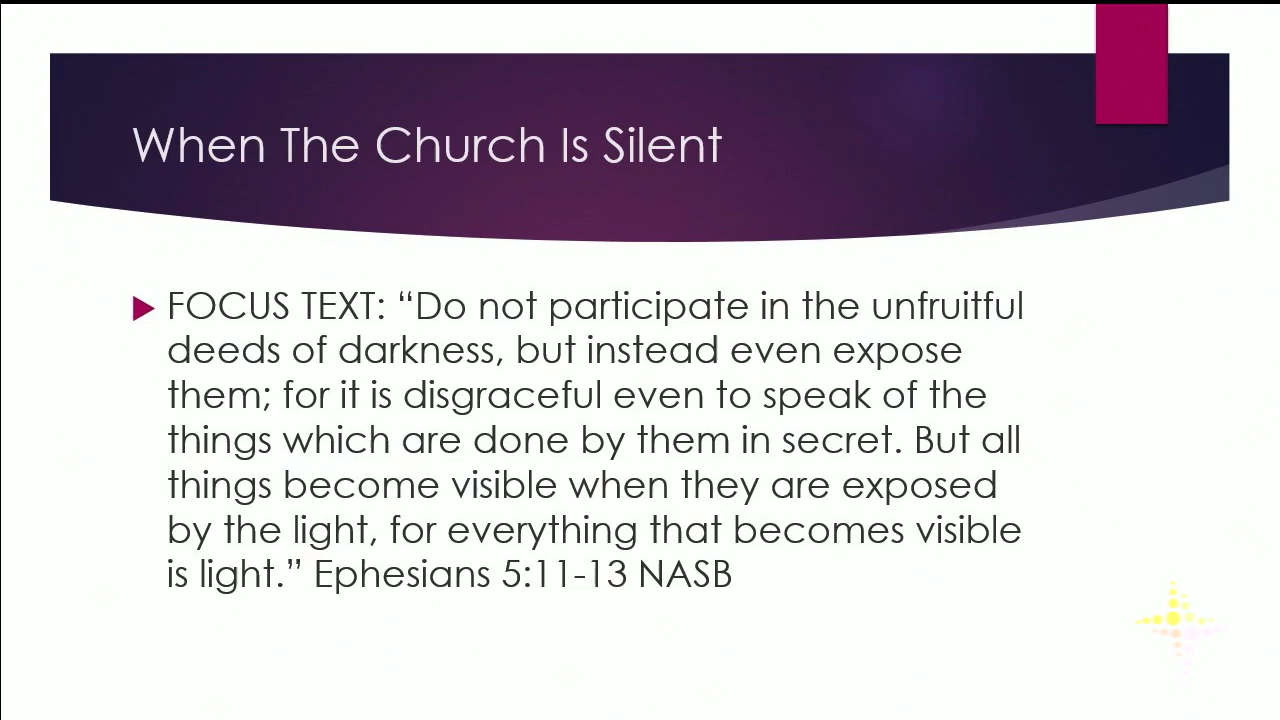 When The Church Is Silent
FOCUS TEXT: “Do not participate in the unfruitful
deeds of darkness, but instead even expose
them; for it is disgraceful even to speak of the
things which are done by them in secret. But all
things become visible when they are exposed
by the light, for everything that becomes visible
is light.” Ephesians 5:11-13 NASB